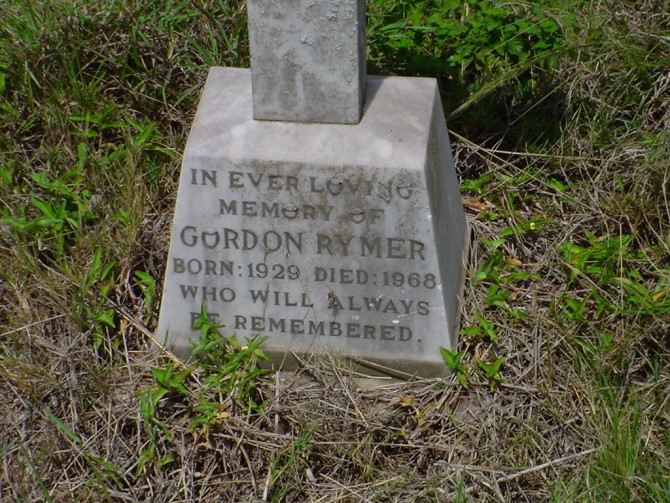 IN EVER LOVING
MEMORY OF
GORDON RYMER
BORN: 1929 DIED: 1968
WHO WILL ALWAYS
BE REMEMBERED.